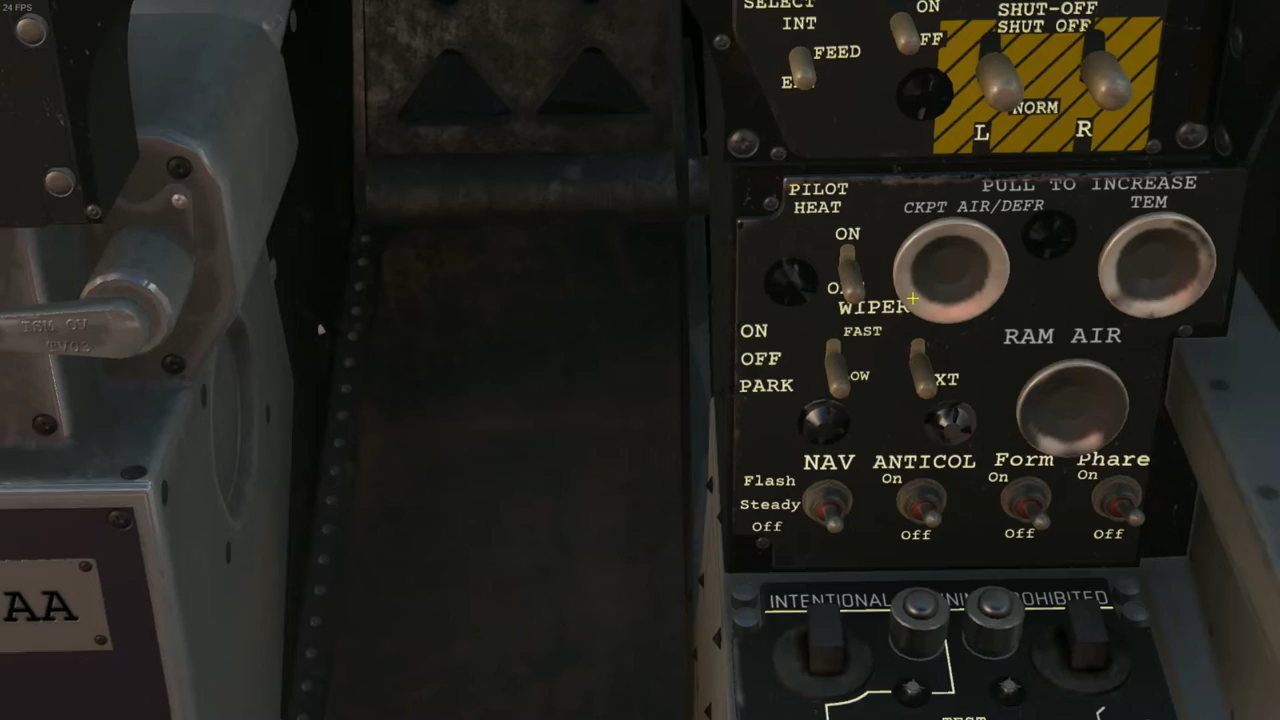 24 FPS
SELECT
INT
FEED
ON
SHUT-OFF
SHUT OFF
NORM
L
R
PILOT
HEAT
ON
CKPT AIR/DEFR
PULL TO INCREASE
TEM
WIPER
ON
OFF
PARK
FAST
RAM AIR
NAV
ANTICOL
Form
Phare
Flash
Steady
Off
On
Off
On
Off
On
Off
INTENTIONAL
TEST
AA